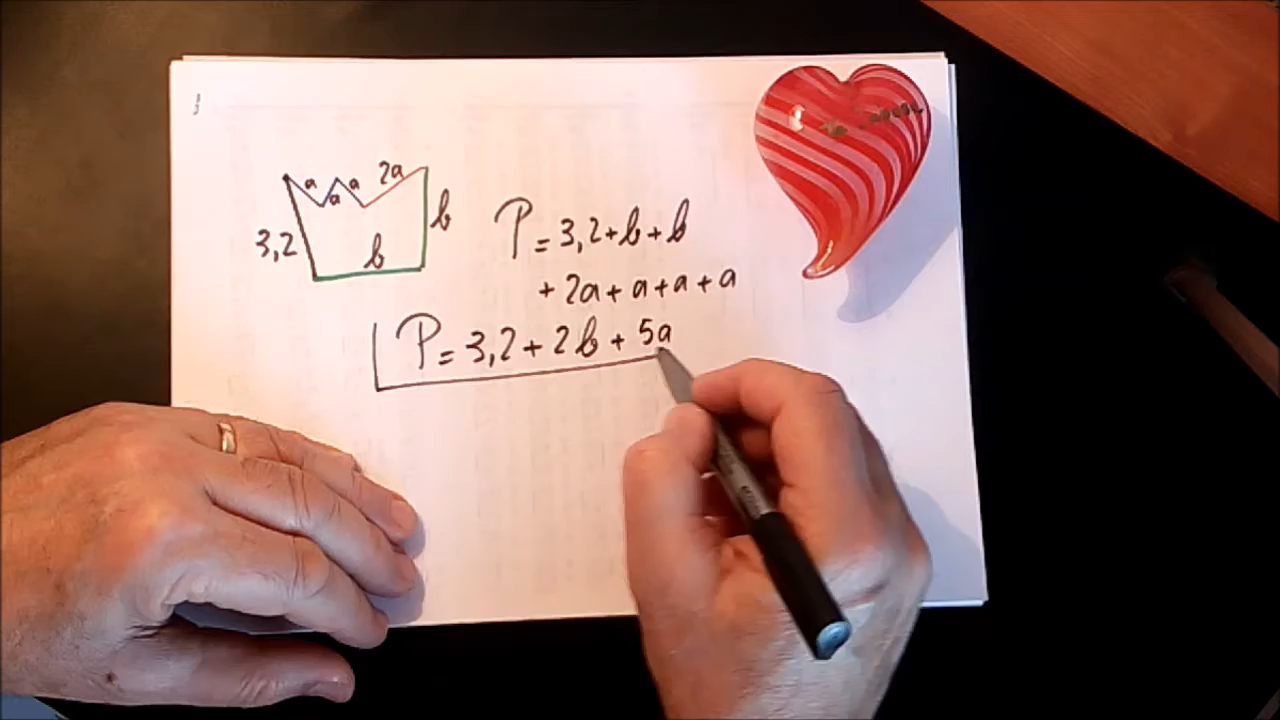 2a
a a
a
3,2
b
b
P = 3,2 + b + b
+ 2a + a + a + a
P = 3,2 + 2b + 5a